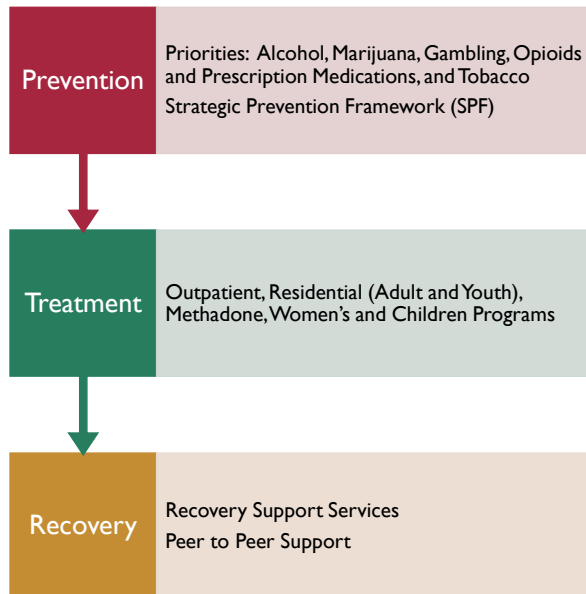 Prevention
Priorities: Alcohol, Marijuana, Gambling, Opioids
and Prescription Medications, and Tobacco
Strategic Prevention Framework (SPF)
Treatment
Outpatient, Residential (Adult and Youth),
Methadone, Women's and Children Programs
Recovery
Recovery Support Services
Peer to Peer Support